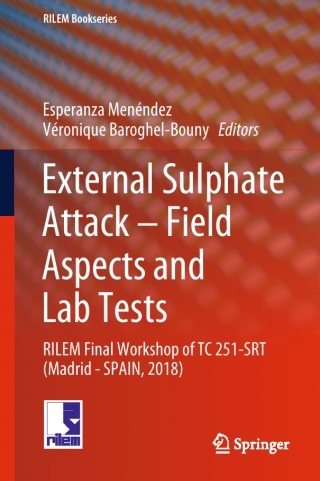 RILEM Bookseries
Esperanza Menéndez
Véronique Baroghel-Bouny Editors
External Sulphate
Attack – Field
Aspects and
Lab Tests
RILEM Final Workshop of TC 251-SRT
(Madrid - SPAIN, 2018)
rilem
Springer